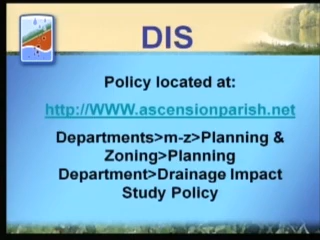 DIS
Policy located at:
http://WWW.ascensionparish.net
Departments>m-z>Planning &
Zoning>Planning
Department>Drainage Impact
Study Policy